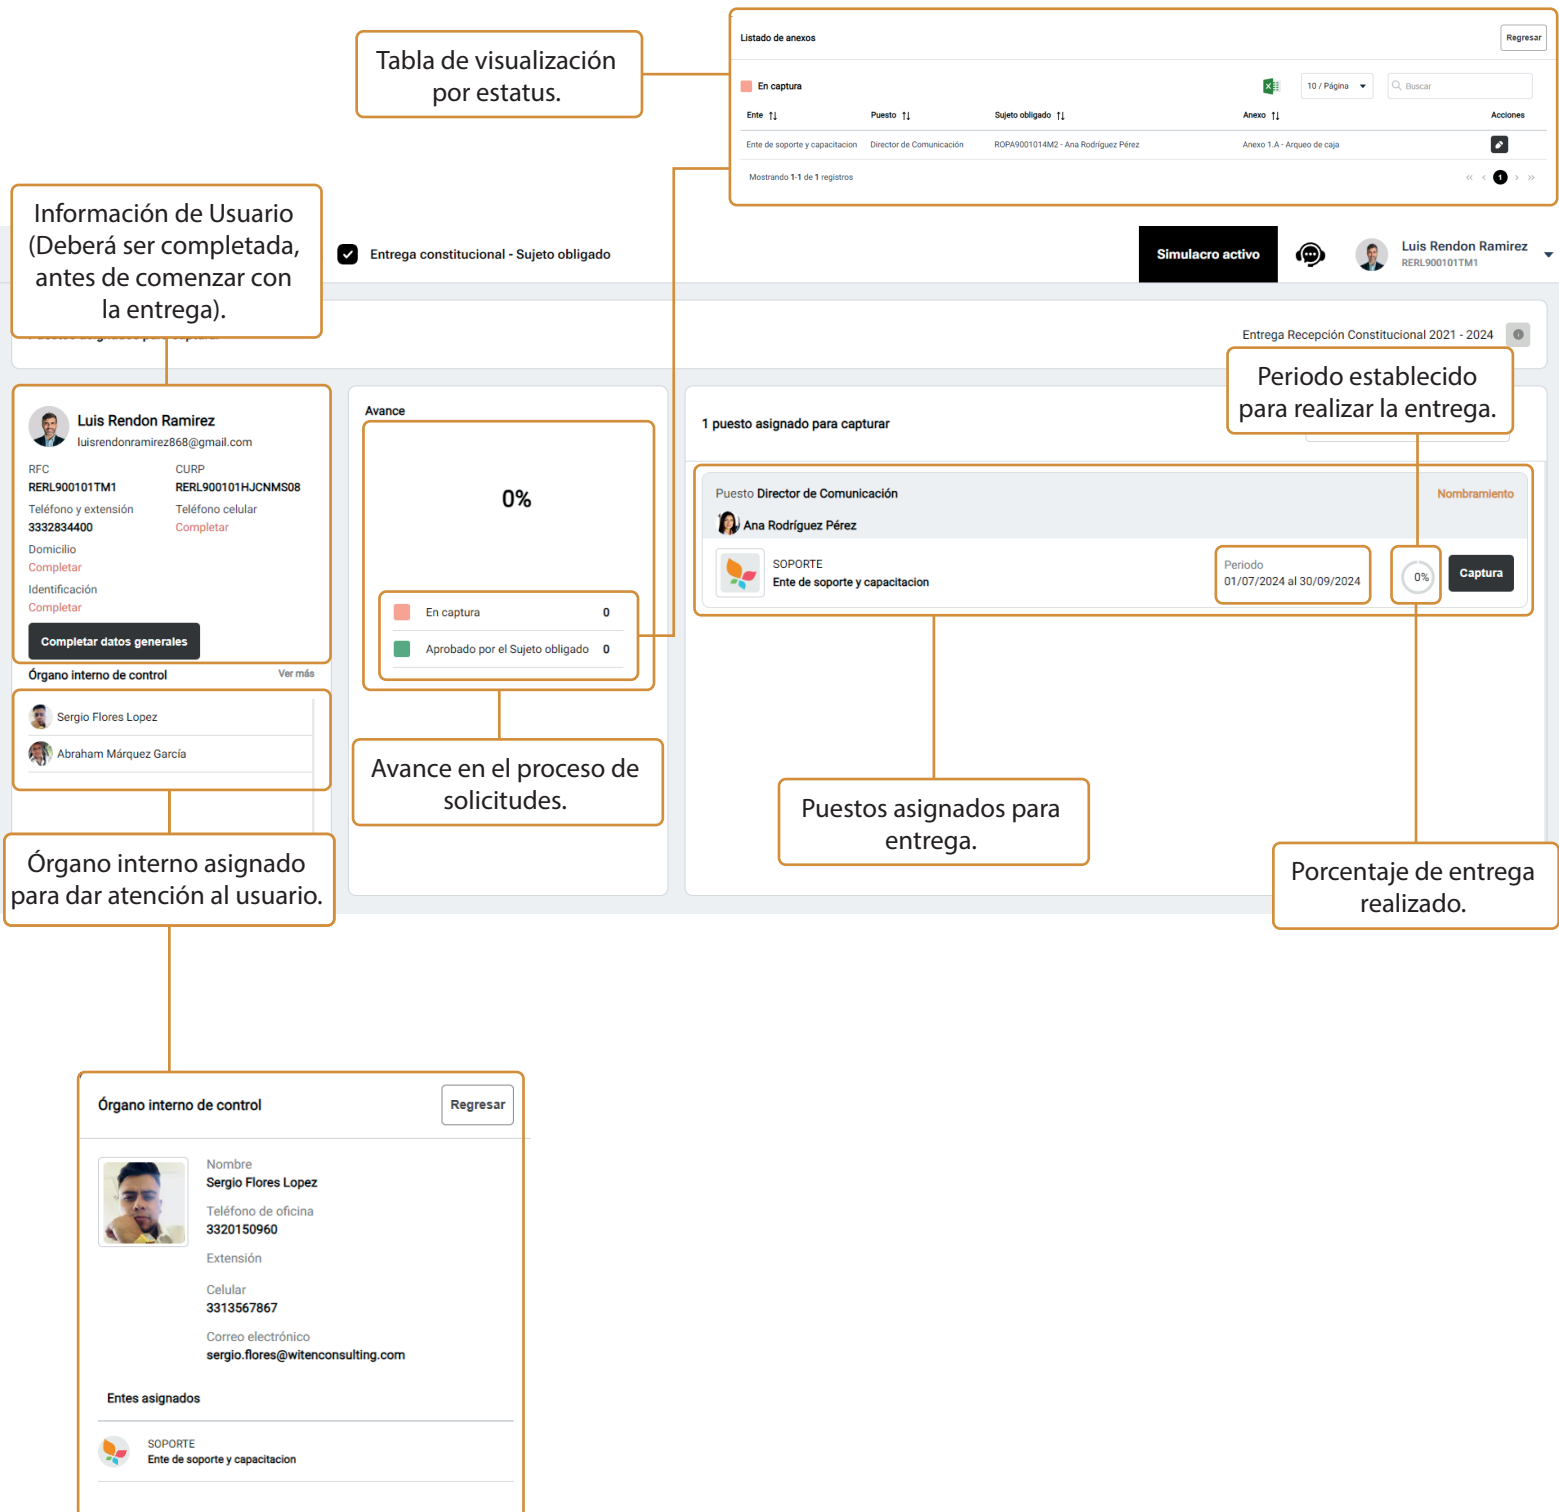 Listado de anexos
Regresar
Tabla de visualización
por estatus.
En captura
10 / Página
Buscar
Ente Puesto Sujeto obligado Anexo Acciones
Ente de soporte y capacitacion Director de Comunicación ROPA9001014M2 - Ana Rodríguez Pérez Anexo 1.A - Arqueo de caja
Mostrando 1-1 de 1 registros
« < 1 > »
Información de Usuario
(Deberá ser completada,
antes de comenzar con
la entrega).
Entrega constitucional - Sujeto obligado
Simulacro activo
Luis Rendon Ramirez
RERL900101TM1
Entrega Recepción Constitucional 2021 - 2024
Periodo establecido
para realizar la entrega.
Luis Rendon Ramirez
luisrendonramirez868@gmail.com
RFC CURP
RERL900101TM1 RERL900101HJCNMS08
Teléfono y extensión Teléfono celular
3332834400 Completar
Domicilio
Completar
Identificación
Completar
Completar datos generales
Órgano interno de control Ver más
Sergio Flores Lopez
Abraham Márquez García
Órgano interno asignado
para dar atención al usuario.
Avance
0%
En captura 0
Aprobado por el Sujeto obligado 0
Avance en el proceso de
solicitudes.
1 puesto asignado para capturar
Puesto Director de Comunicación Nombramiento
Ana Rodríguez Pérez
SOPORTE
Ente de soporte y capacitacion
Periodo
01/07/2024 al 30/09/2024
0%
Captura
Puestos asignados para
entrega.
Porcentaje de entrega
realizado.
Órgano interno de control
Regresar
Nombre
Sergio Flores Lopez
Teléfono de oficina
3320150960
Extensión
Celular
3313567867
Correo electrónico
sergio.flores@witenconsulting.com
Entes asignados
SOPORTE
Ente de soporte y capacitacion